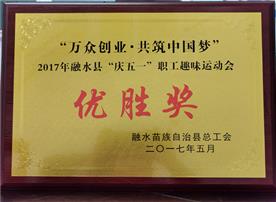 “万众创业·共筑中国梦”
2017年融水县“庆五一”职工趣味运动会
优胜奖
融水苗族自治县总工会
二〇一七年五月